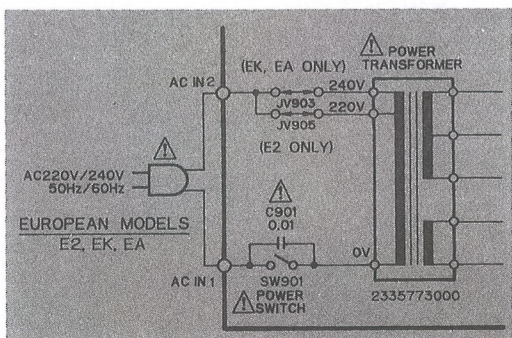 ⚠ POWER
TRANSFORMER
(EK, EA ONLY)
AC IN 2
240V
JV903
220V
JV905
(E2 ONLY)
⚠
AC220V/240V
50Hz/60Hz
⚠
C901
0.01
EUROPEAN MODELS
E2, EK, EA
0V
AC IN 1
SW901
⚠ POWER
SWITCH
2335773000